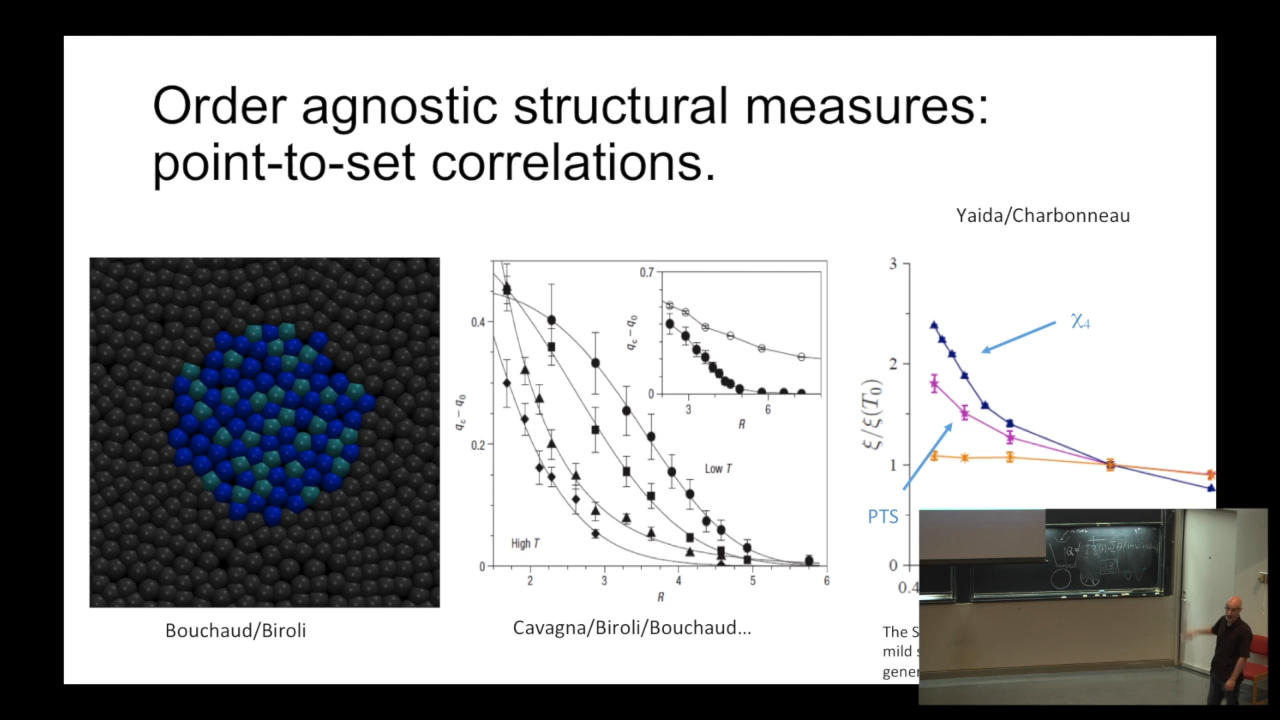 Order agnostic structural measures:
point-to-set correlations.
Yaida/Charbonneau
0.4
0.2
0
2
3
4
5
6
R
qc – q0
High T
Low T
0.7
0
3
6
R
qc – q0
3
2
1
0
0.4
ξ/ξ(T0)
χ4
PTS
Bouchaud/Biroli
Cavagna/Biroli/Bouchaud...
The S
mild s
gener